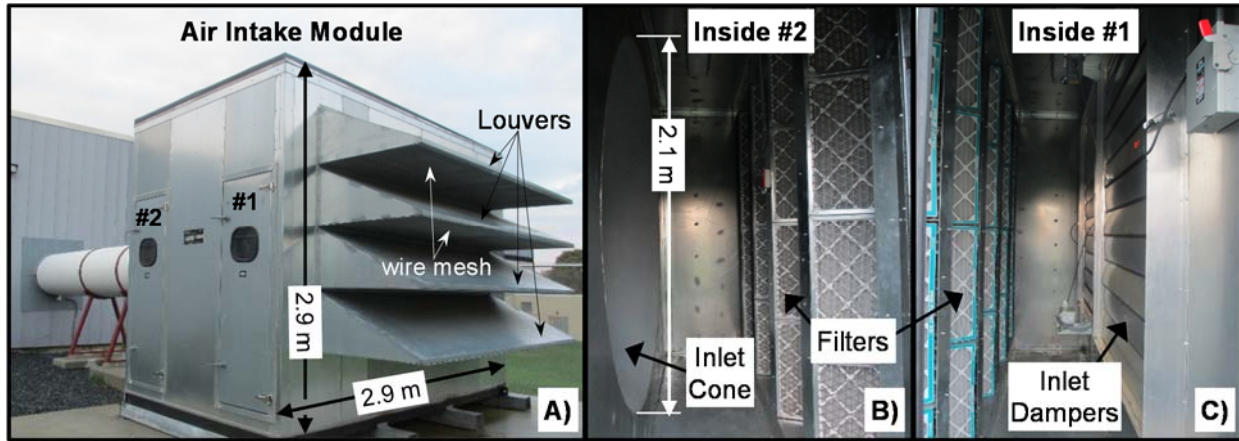 Air Intake Module
Louvers
#2
#1
wire mesh
2.9 m
2.9 m
A)
Inside #2
2.1 m
Filters
Inlet
Cone
B)
Inside #1
Inlet
Dampers
C)